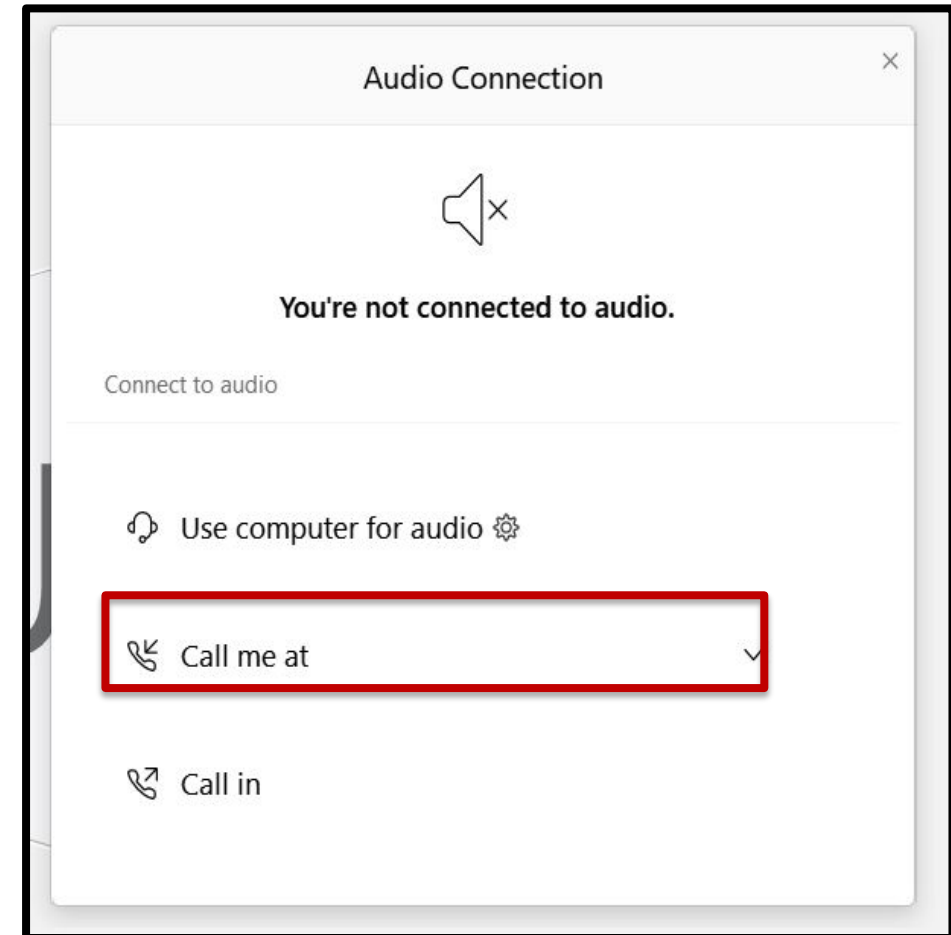 Audio Connection
You're not connected to audio.
Connect to audio
Use computer for audio
Call me at
Call in